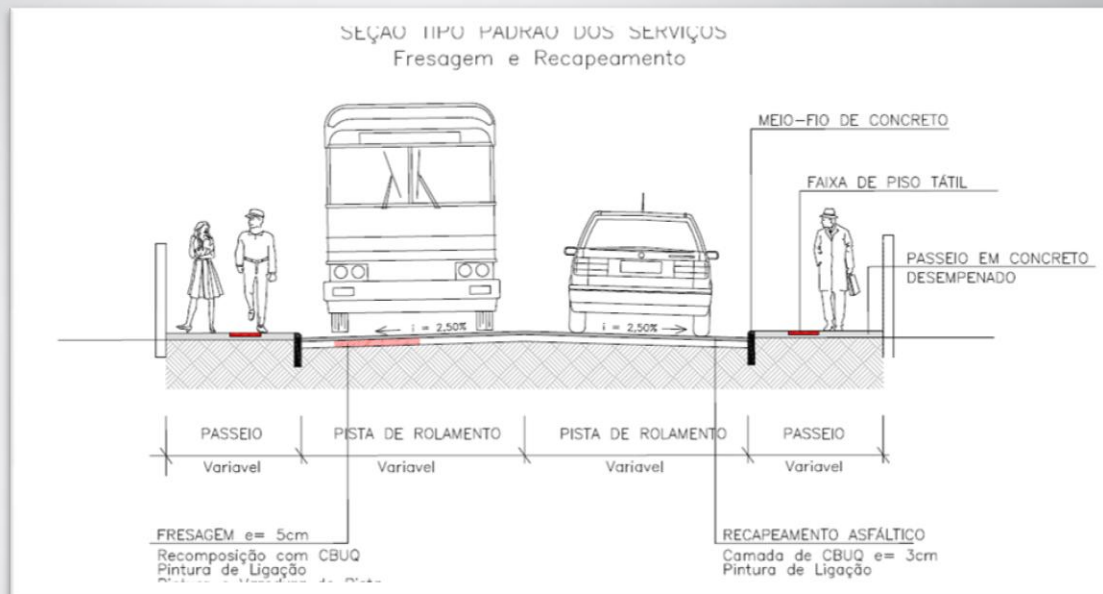 SEÇÃO TIPO PADRÃO DOS SERVIÇOS
Fresagem e Recapeamento
MEIO-FIO DE CONCRETO
FAIXA DE PISO TÁTIL
PASSEIO EM CONCRETO
DESEMPENADO
i = 2,50% i = 2,50%
PASSEIO PISTA DE ROLAMENTO PISTA DE ROLAMENTO PASSEIO
Variavel Variavel Variavel Variavel
FRESAGEM e= 5cm
Recomposição com CBUQ
Pintura de Ligação
RECAPEAMENTO ASFÁLTICO
Camada de CBUQ e= 3cm
Pintura de Ligação